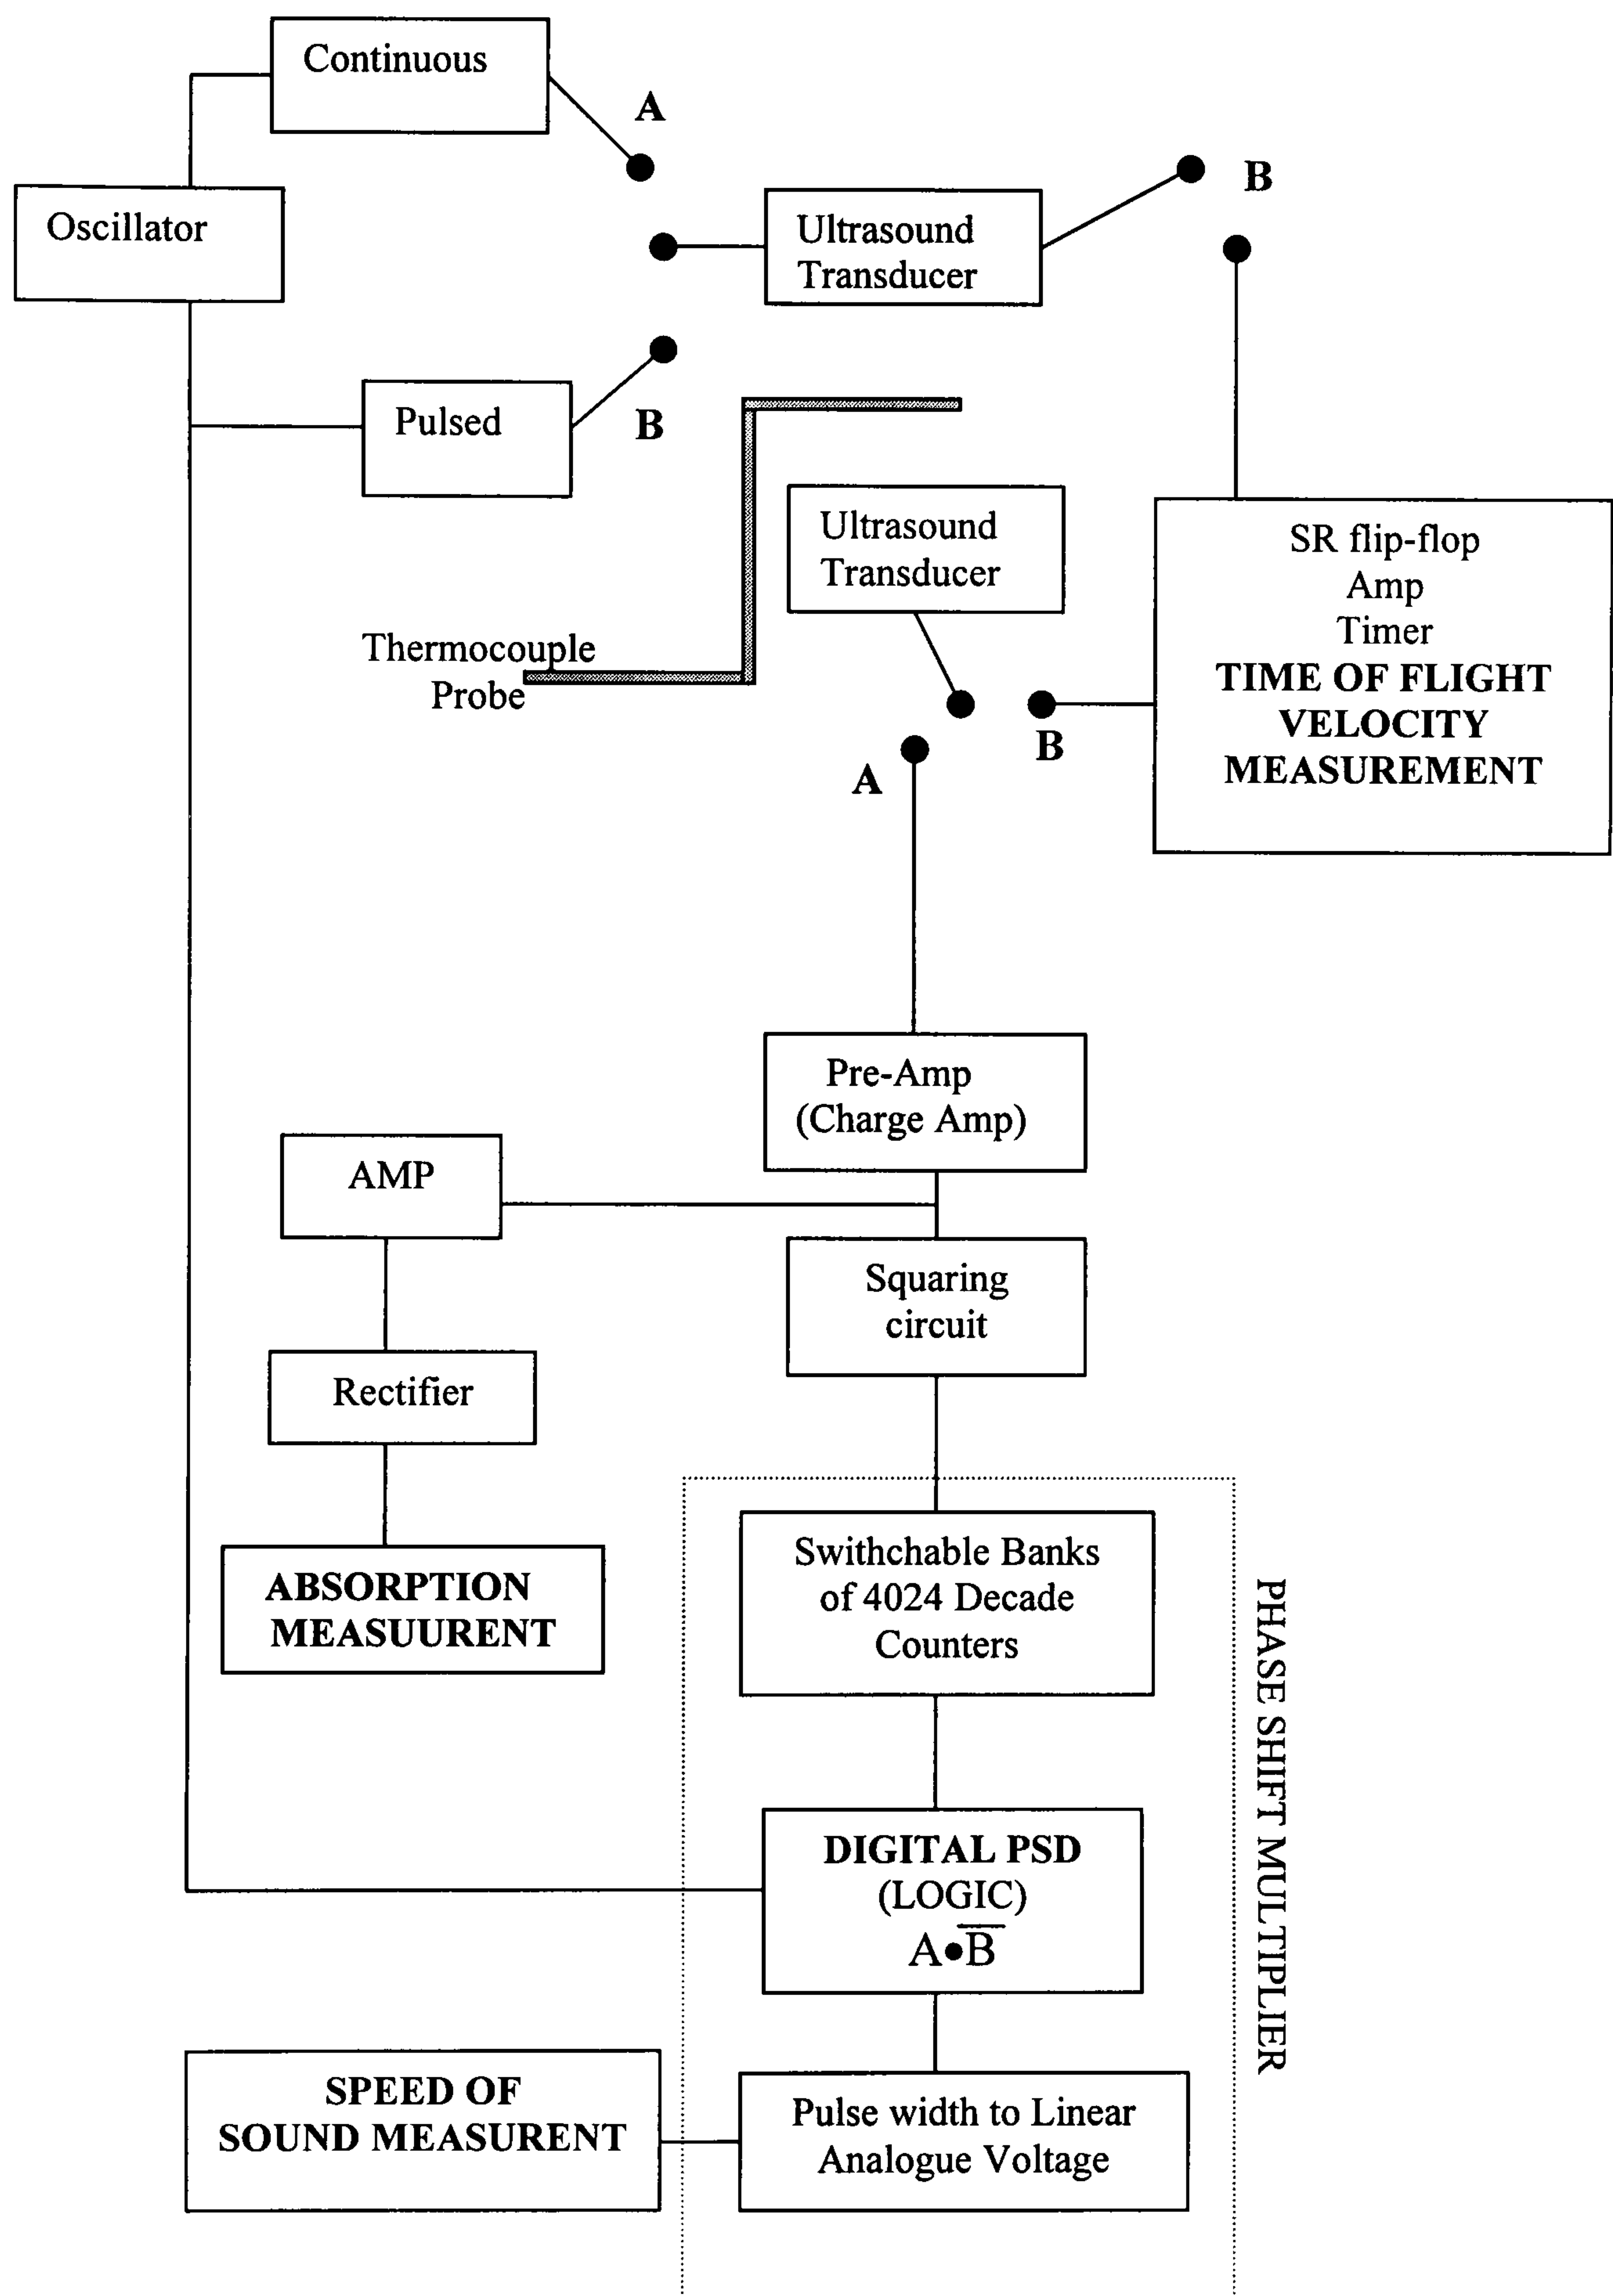 Continuous
A
B
Oscillator
Ultrasound
Transducer
Pulsed
B
Ultrasound
Transducer
SR flip-flop
Amp
Timer
TIME OF FLIGHT
VELOCITY
MEASUREMENT
Thermocouple
Probe
B
A
Pre-Amp
(Charge Amp)
AMP
Squaring
circuit
Rectifier
Swithchable Banks
of 4024 Decade
Counters
ABSORPTION
MEASUURENT
PHASE SHIFT MULTIPLIER
DIGITAL PSD
(LOGIC)
A•B̅
SPEED OF
SOUND MEASURENT
Pulse width to Linear
Analogue Voltage